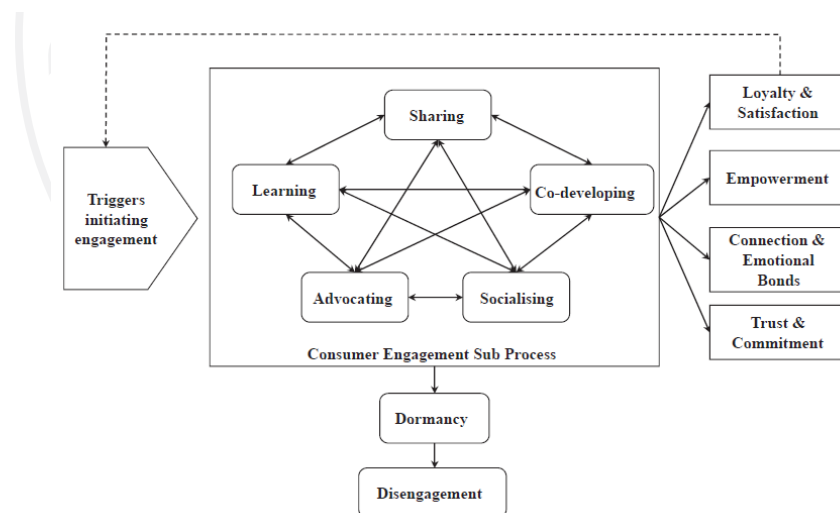 Sharing
Loyalty &
Satisfaction
Triggers
initiating
engagement
Learning
Co-developing
Empowerment
Connection &
Emotional
Bonds
Advocating
Socialising
Trust &
Commitment
Consumer Engagement Sub Process
Dormancy
Disengagement